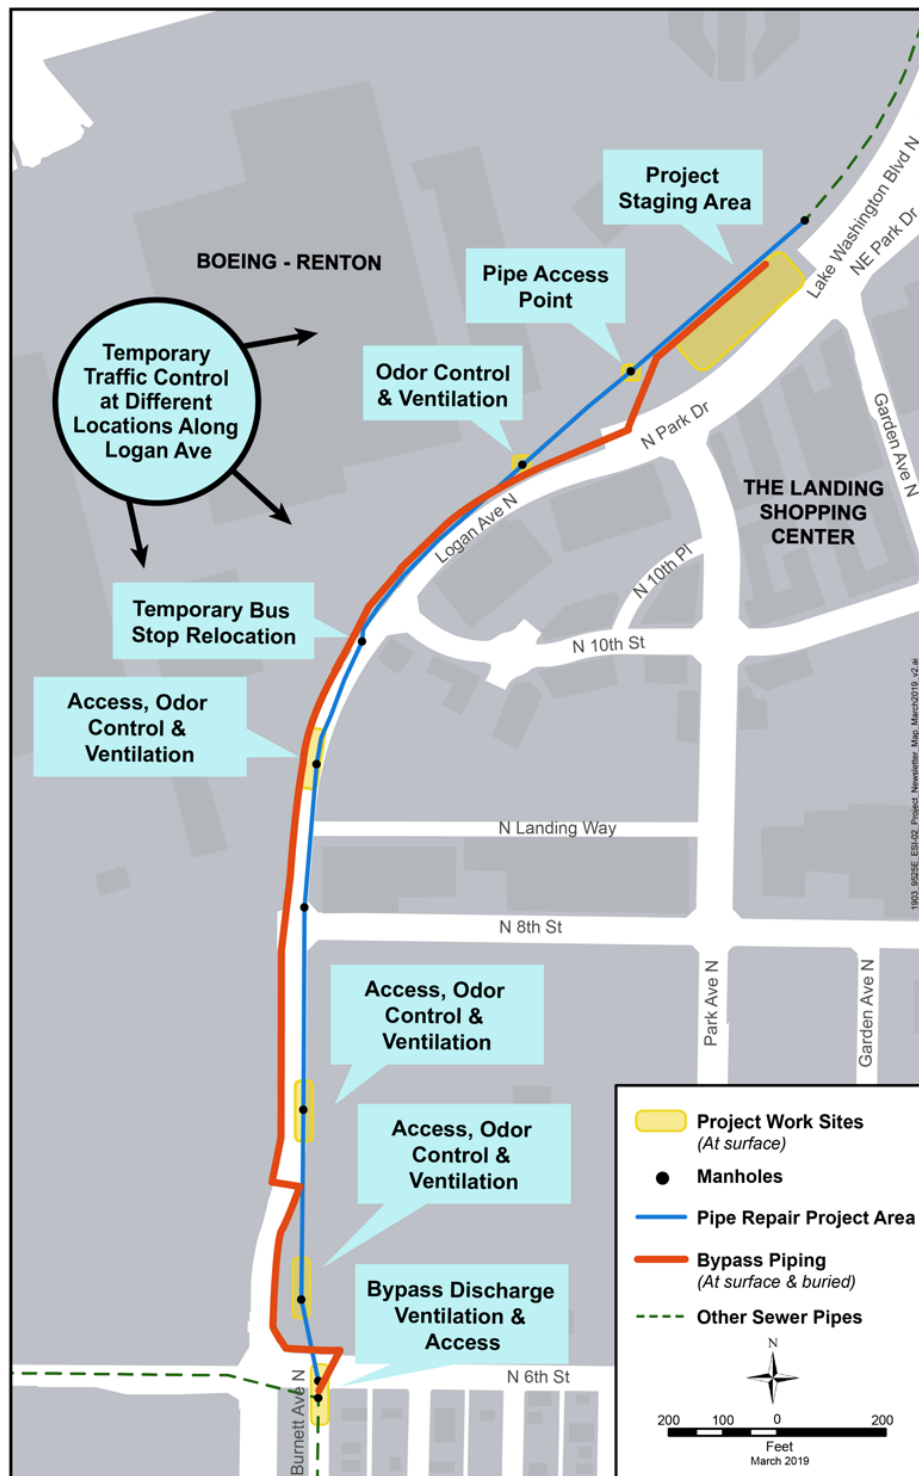 Project
Staging Area
Lake Washington Blvd N
NE Park Dr
BOEING - RENTON
Pipe Access
Point
Temporary
Traffic Control
at Different
Locations Along
Logan Ave
Odor Control
& Ventilation
N Park Dr
Garden Ave N
THE LANDING
SHOPPING
CENTER
Logan Ave N
N 10th Pl
Temporary Bus
Stop Relocation
N 10th St
Access, Odor
Control &
Ventilation
1903_9525E_ESI-02_Project_Newsletter_Map_March2019_v2.ai
N Landing Way
N 8th St
Access, Odor
Control &
Ventilation
Park Ave N
Garden Ave N
Access, Odor
Control &
Ventilation
Bypass Discharge
Ventilation &
Access
N 6th St
Burnett Ave N
Project Work Sites
(At surface)
Manholes
Pipe Repair Project Area
Bypass Piping
(At surface & buried)
Other Sewer Pipes
N
200 100 0 200
Feet
March 2019